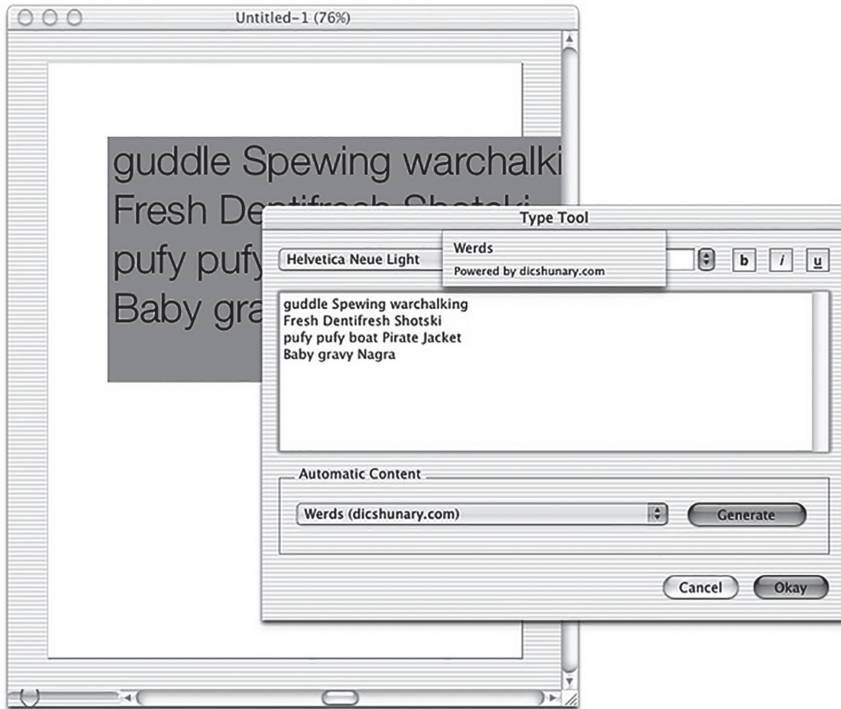 Untitled-1 (76%)
guddle Spewing warchalki
Fresh Dentifresh Shotski
pufy pufy
Baby gra
Type Tool
Helvetica Neue Light
Werds
Powered by dicshunary.com
b i u
guddle Spewing warchalking
Fresh Dentifresh Shotski
pufy pufy boat Pirate Jacket
Baby gravy Nagra
Automatic Content
Werds (dicshunary.com)
Generate
Cancel
Okay